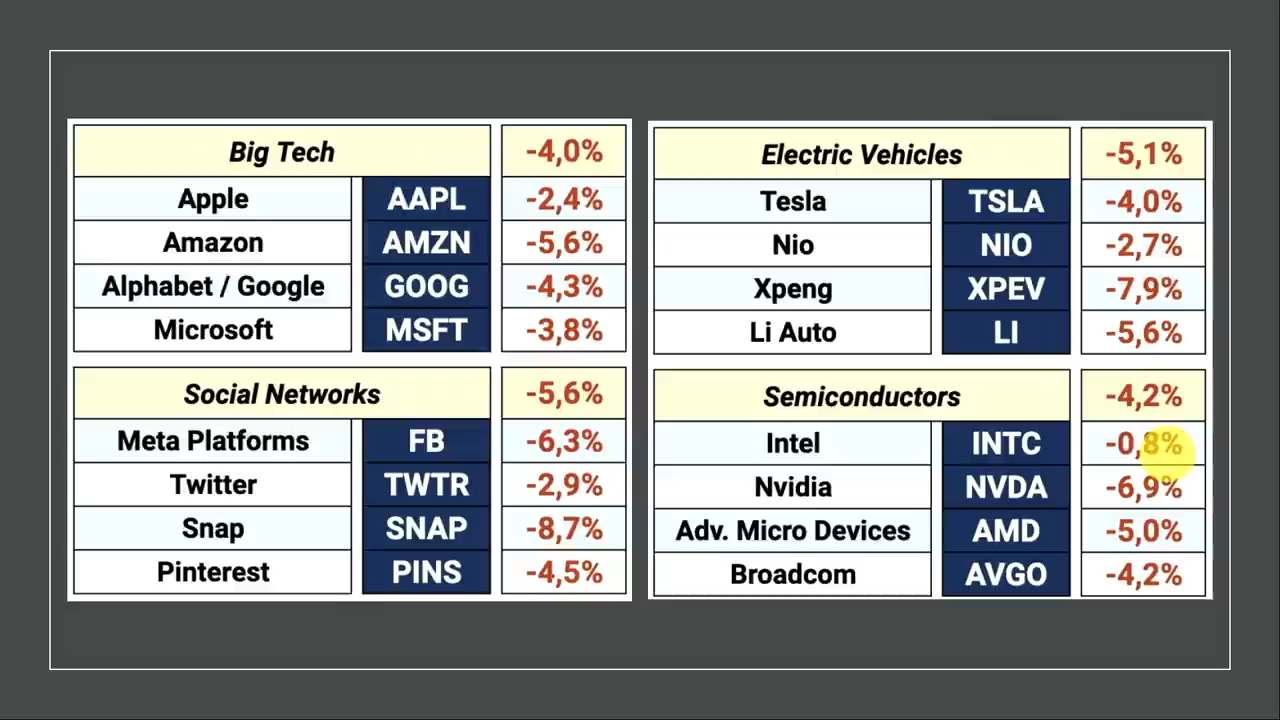 Big Tech -4,0%
Apple AAPL -2,4%
Amazon AMZN -5,6%
Alphabet / Google GOOG -4,3%
Microsoft MSFT -3,8%
Social Networks -5,6%
Meta Platforms FB -6,3%
Twitter TWTR -2,9%
Snap SNAP -8,7%
Pinterest PINS -4,5%
Electric Vehicles -5,1%
Tesla TSLA -4,0%
Nio NIO -2,7%
Xpeng XPEV -7,9%
Li Auto LI -5,6%
Semiconductors -4,2%
Intel INTC -0,8%
Nvidia NVDA -6,9%
Adv. Micro Devices AMD -5,0%
Broadcom AVGO -4,2%